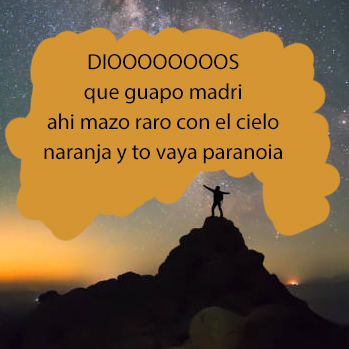 DIOOOOOOOOS
que guapo madri
ahi mazo raro con el cielo
naranja y to vaya paranoia